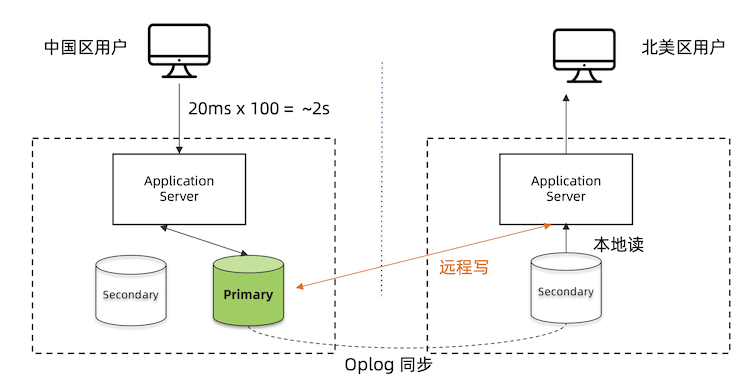 中国区用户
北美区用户
20ms x 100 = ~2s
Application
Server
Application
Server
本地读
远程写
Secondary
Primary
Secondary
Oplog 同步